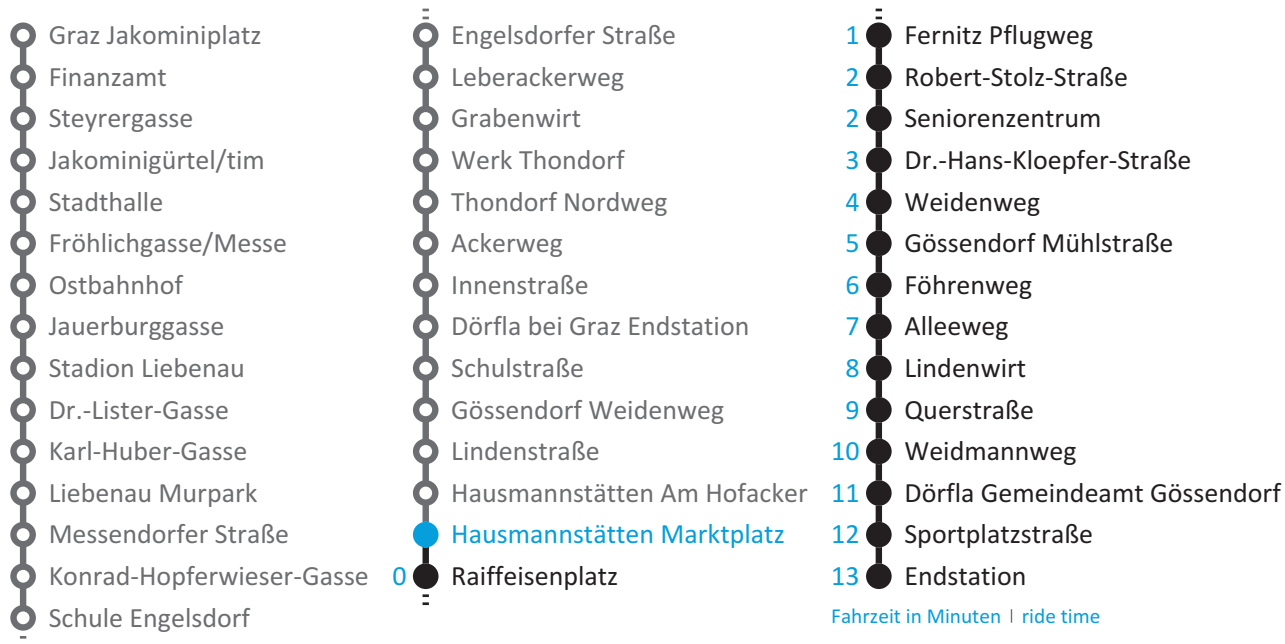 Graz Jakominiplatz
Finanzamt
Steyrergasse
Jakominigürtel/tim
Stadthalle
Fröhlichgasse/Messe
Ostbahnhof
Jauerburggasse
Stadion Liebenau
Dr.-Lister-Gasse
Karl-Huber-Gasse
Liebenau Murpark
Messendorfer Straße
Konrad-Hopferwieser-Gasse
Schule Engelsdorf
Engelsdorfer Straße
Leberackerweg
Grabenwirt
Werk Thondorf
Thondorf Nordweg
Ackerweg
Innenstraße
Dörfla bei Graz Endstation
Schulstraße
Gössendorf Weidenweg
Lindenstraße
Hausmannstätten Am Hofacker
Hausmannstätten Marktplatz
0 Raiffeisenplatz
1 Fernitz Pflugweg
2 Robert-Stolz-Straße
2 Seniorenzentrum
3 Dr.-Hans-Kloepfer-Straße
4 Weidenweg
5 Gössendorf Mühlstraße
6 Föhrenweg
7 Alleeweg
8 Lindenwirt
9 Querstraße
10 Weidmannweg
11 Dörfla Gemeindeamt Gössendorf
12 Sportplatzstraße
13 Endstation
Fahrzeit in Minuten | ride time